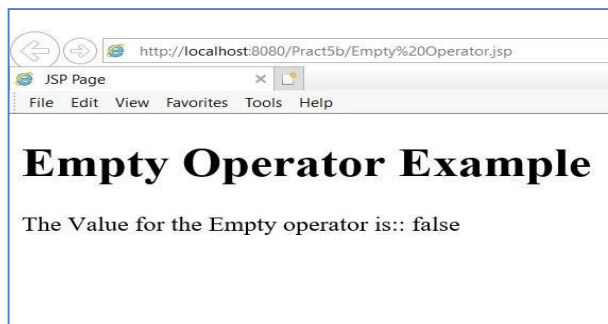 http://localhost:8080/Pract5b/Empty%20Operator.jsp
JSP Page
File Edit View Favorites Tools Help
Empty Operator Example
The Value for the Empty operator is:: false